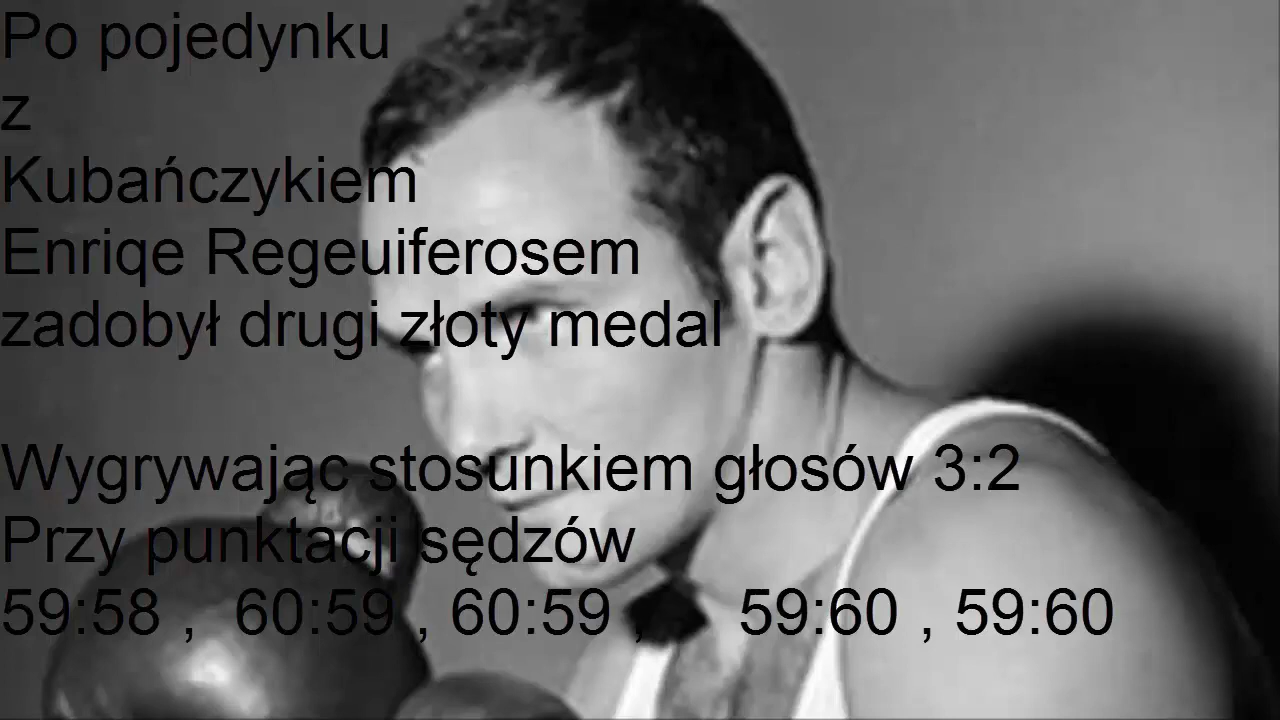 Po pojedynku
z
Kubańczykiem
Enriqe Regeuiferosem
zadobył drugi złoty medal
Wygrywając stosunkiem głosów 3:2
Przy punktacji sędzów
59:58 , 60:59 , 60:59 , 59:60 , 59:60